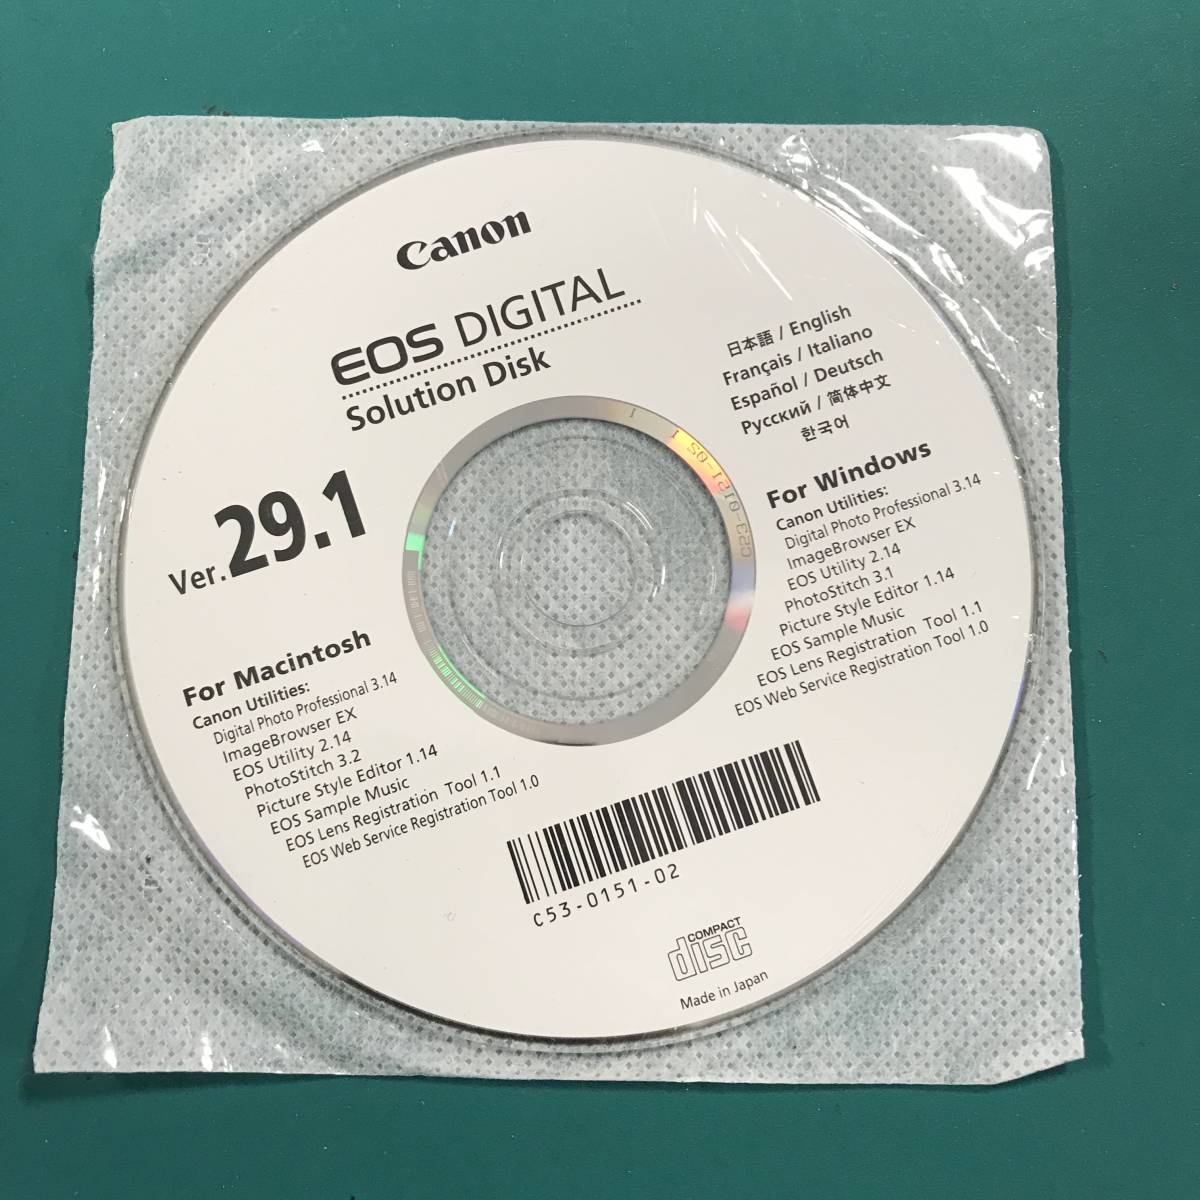 Canon
EOS DIGITAL
Solution Disk
Ver. 29.1
日本語 / English
Français / Italiano
Español / Deutsch
Русский / 简体中文
한국어
For Windows
Canon Utilities:
Digital Photo Professional 3.14
ImageBrowser EX
EOS Utility 2.14
PhotoStitch 3.1
Picture Style Editor 1.14
EOS Sample Music
EOS Lens Registration Tool 1.1
EOS Web Service Registration Tool 1.0
For Macintosh
Canon Utilities:
Digital Photo Professional 3.14
ImageBrowser EX
EOS Utility 2.14
PhotoStitch 3.2
Picture Style Editor 1.14
EOS Sample Music
EOS Lens Registration Tool 1.1
EOS Web Service Registration Tool 1.0
C53-0151-02
COMPACT
disc
Made in Japan
C53-0151-02 1